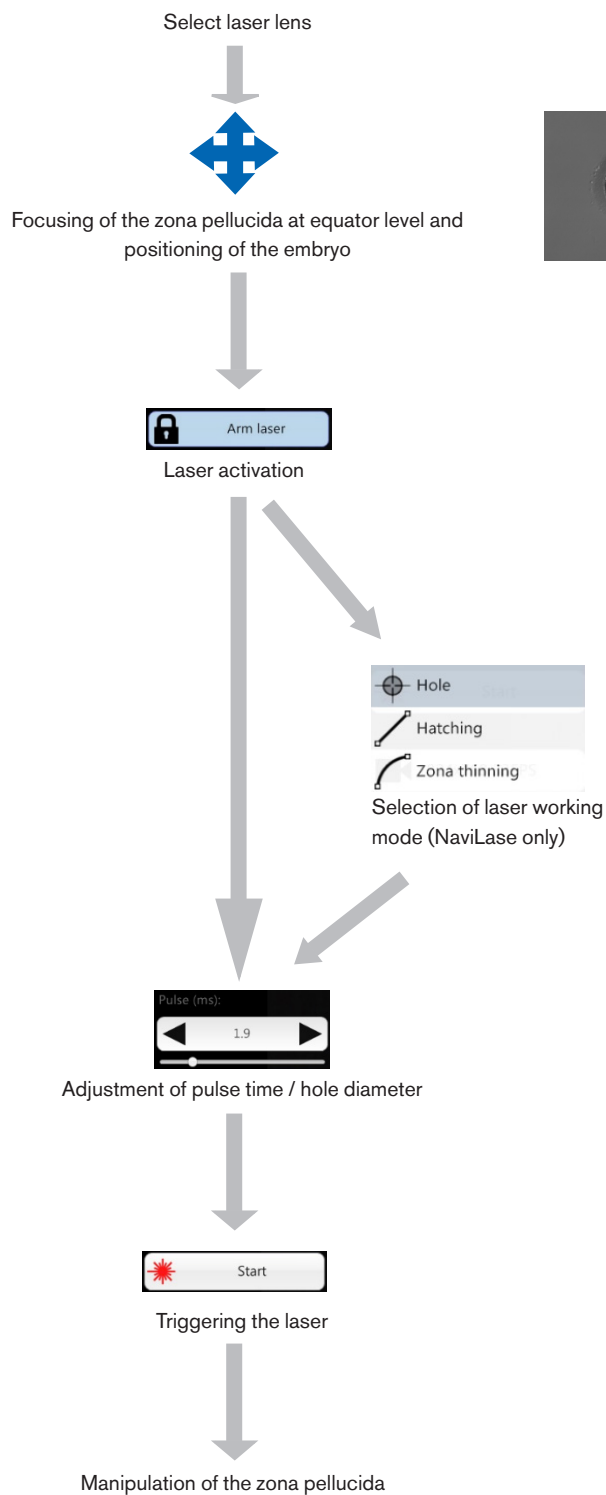 Select laser lens
Focusing of the zona pellucida at equator level and
positioning of the embryo
Arm laser
Laser activation
Hole
Hatching
Zona thinning
Selection of laser working
mode (NaviLase only)
Pulse (ms):
1.9
Adjustment of pulse time / hole diameter
Start
Triggering the laser
Manipulation of the zona pellucida